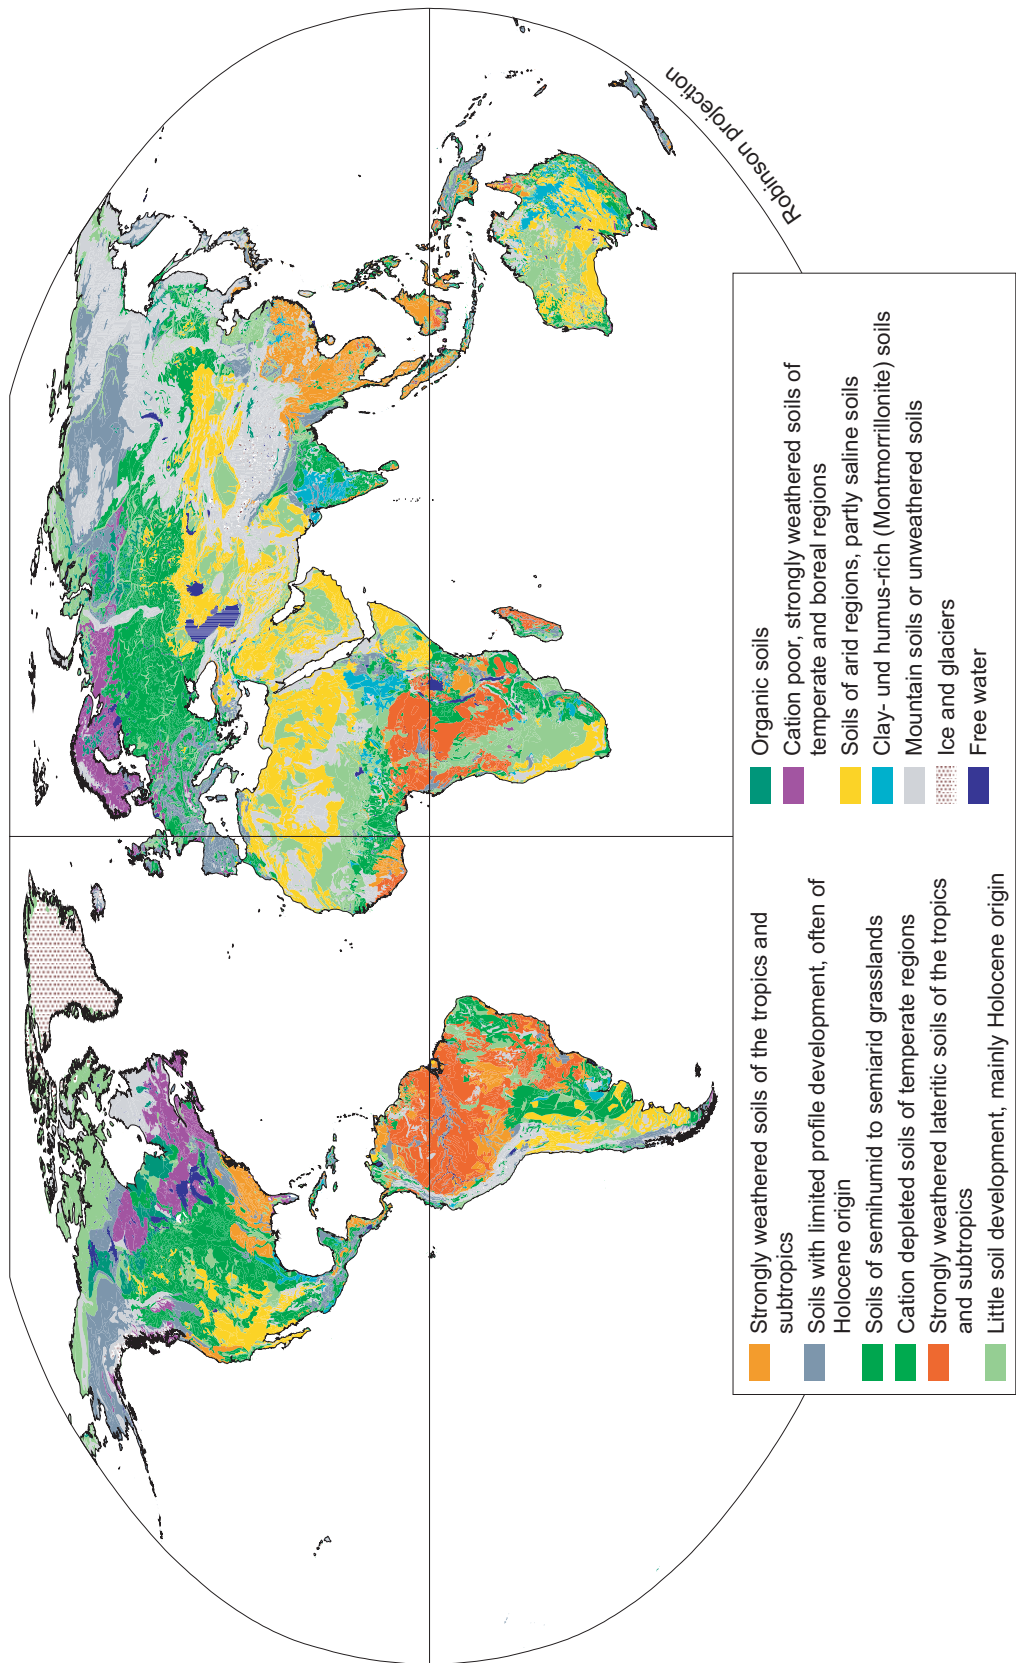 Robinson projection
Strongly weathered soils of the tropics and
subtropics
Soils with limited profile development, often of
Holocene origin
Soils of semihumid to semiarid grasslands
Cation depleted soils of temperate regions
Strongly weathered lateritic soils of the tropics
and subtropics
Little soil development, mainly Holocene origin
Organic soils
Cation poor, strongly weathered soils of
temperate and boreal regions
Soils of arid regions, partly saline soils
Clay- und humus-rich (Montmorrillonite) soils
Mountain soils or unweathered soils
Ice and glaciers
Free water